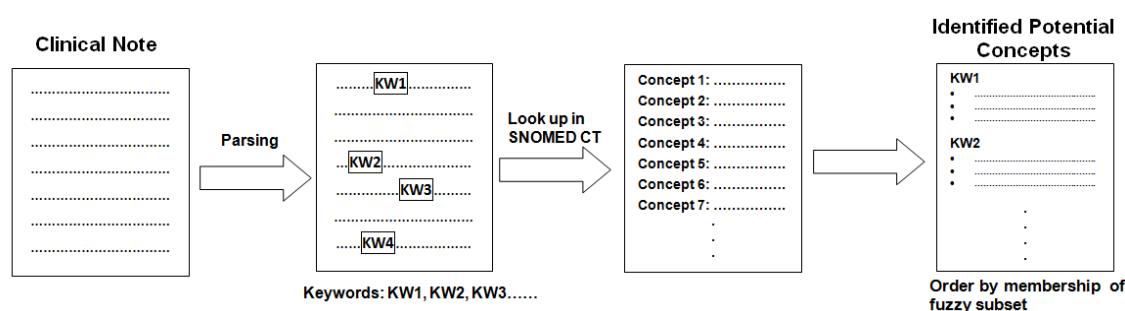 Clinical Note
................................
................................
................................
................................
................................
................................
................................
Parsing
.........KW1...............
.................................
.................................
...KW2.....................
...............KW3.........
.................................
......KW4..................
Keywords: KW1, KW2, KW3......
Look up in
SNOMED CT
Concept 1: ................
Concept 2: ................
Concept 3: ................
Concept 4: ................
Concept 5: ................
Concept 6: ................
Concept 7: ................
.
.
.
Identified Potential
Concepts
KW1
• ........................................
• ........................................
• ........................................
KW2
• ........................................
• ........................................
• ........................................
.
.
.
.
Order by membership of
fuzzy subset